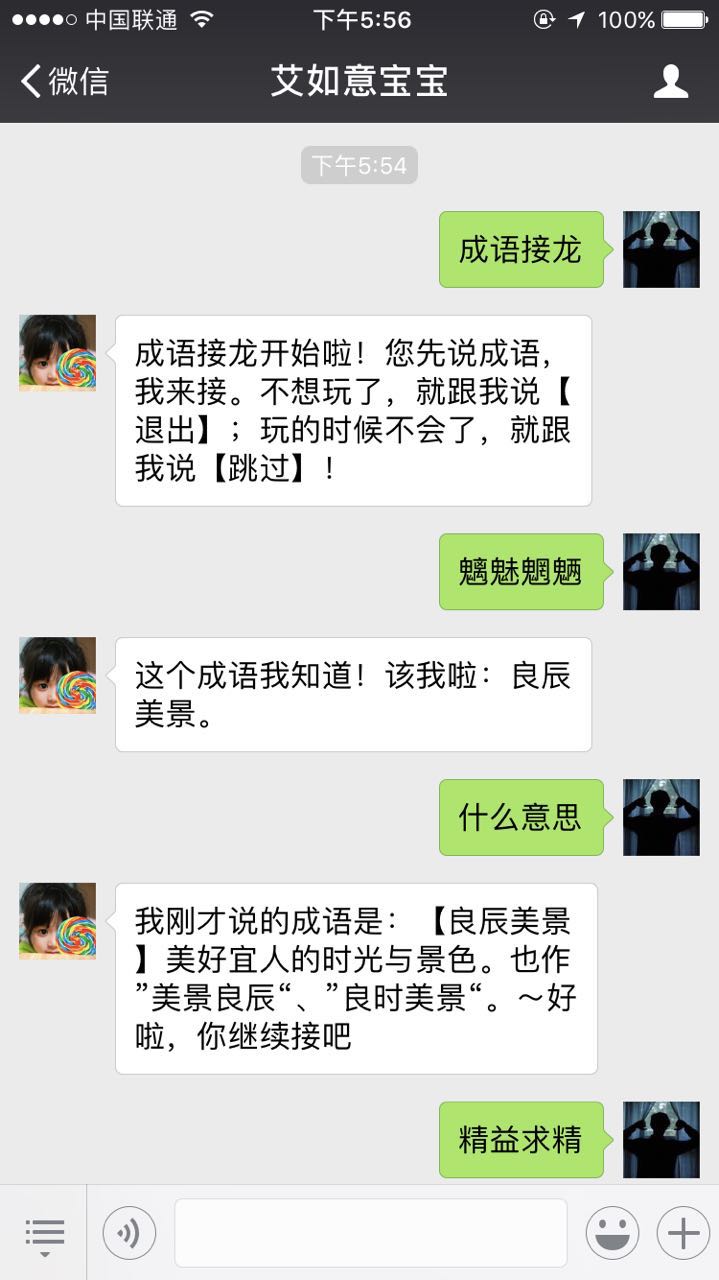 中国联通 下午5:56 100%
微信 艾如意宝宝
下午5:54
成语接龙
成语接龙开始啦！您先说成语，
我来接。不想玩了，就跟我说【
退出】；玩的时候不会了，就跟
我说【跳过】！
魑魅魍魉
这个成语我知道！该我啦：良辰
美景。
什么意思
我刚才说的成语是：【良辰美景
】美好宜人的时光与景色。也作
”美景良辰“、”良时美景“。～好
啦，你继续接吧
精益求精